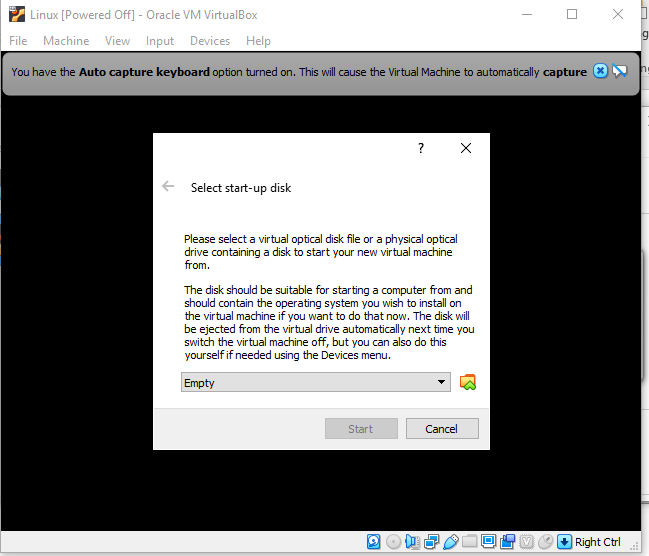 Linux [Powered Off] - Oracle VM VirtualBox
File Machine View Input Devices Help
You have the Auto capture keyboard option turned on. This will cause the Virtual Machine to automatically capture
?
Select start-up disk
Please select a virtual optical disk file or a physical optical
drive containing a disk to start your new virtual machine
from.
The disk should be suitable for starting a computer from and
should contain the operating system you wish to install on
the virtual machine if you want to do that now. The disk will
be ejected from the virtual drive automatically next time you
switch the virtual machine off, but you can also do this
yourself if needed using the Devices menu.
Empty
Start Cancel
Right Ctrl